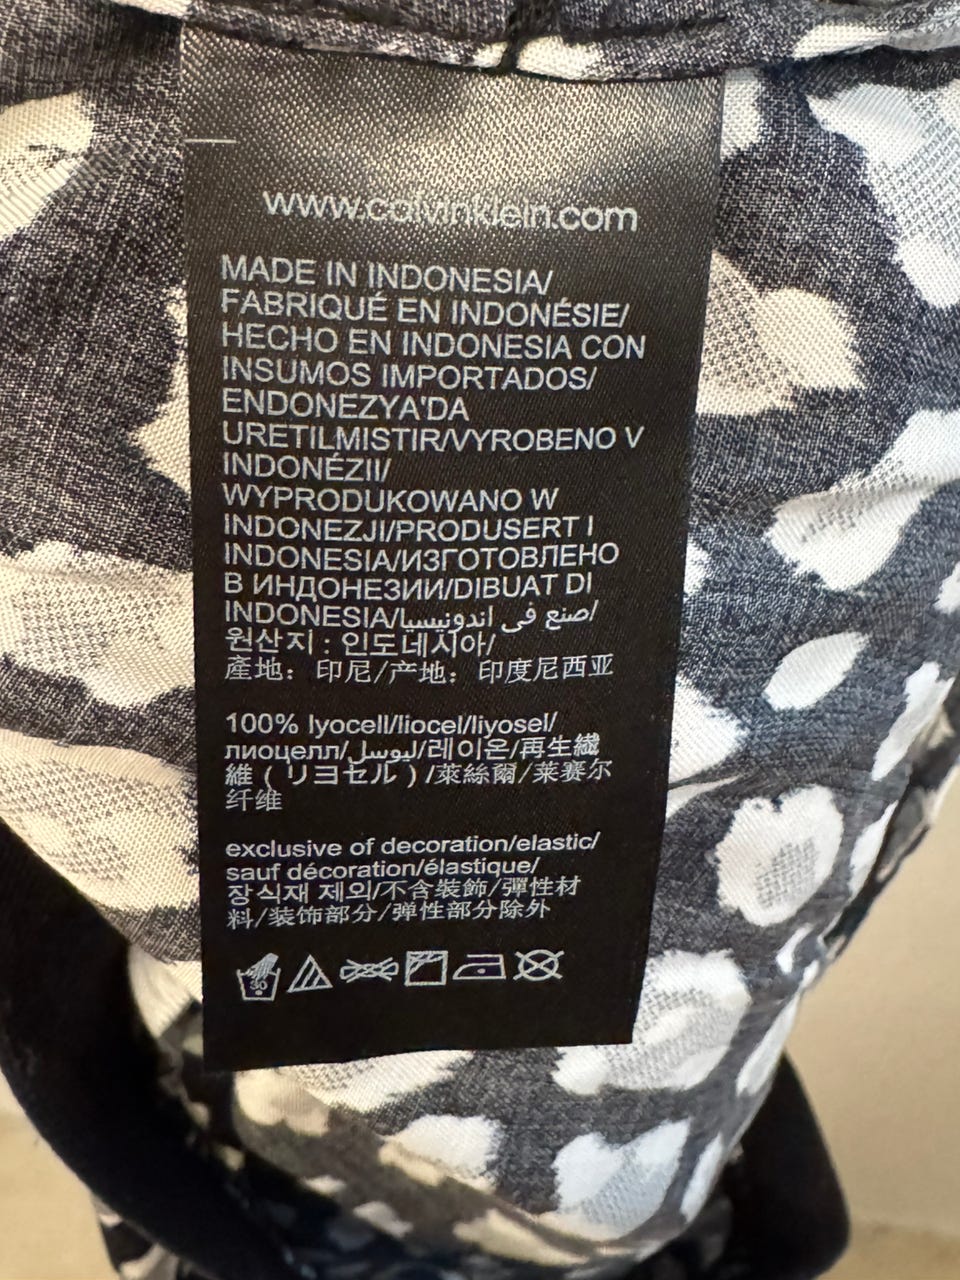 www.calvinklein.com
MADE IN INDONESIA/
FABRIQUÉ EN INDONÉSIE/
HECHO EN INDONESIA CON
INSUMOS IMPORTADOS/
ENDONEZYA'DA
URETILMISTIR/VYROBENO V
INDONÉZII/
WYPRODUKOWANO W
INDONEZJI/PRODUSERT I
INDONESIA/ИЗГОТОВЛЕНО
В ИНДОНЕЗИИ/DIBUAT DI
INDONESIA/صنع في اندونيسيا/
원산지 : 인도네시아/
產地: 印尼/产地: 印度尼西亚
100% lyocell/liocel/liyosel/
лиоцелл/ليوسل/레이온/再生繊
維 ( リヨセル ) /萊絲爾/莱赛尔
纤维
exclusive of decoration/elastic/
sauf décoration/élastique/
장식재 제외/不含裝飾/彈性材
料/装饰部分/弹性部分除外
30